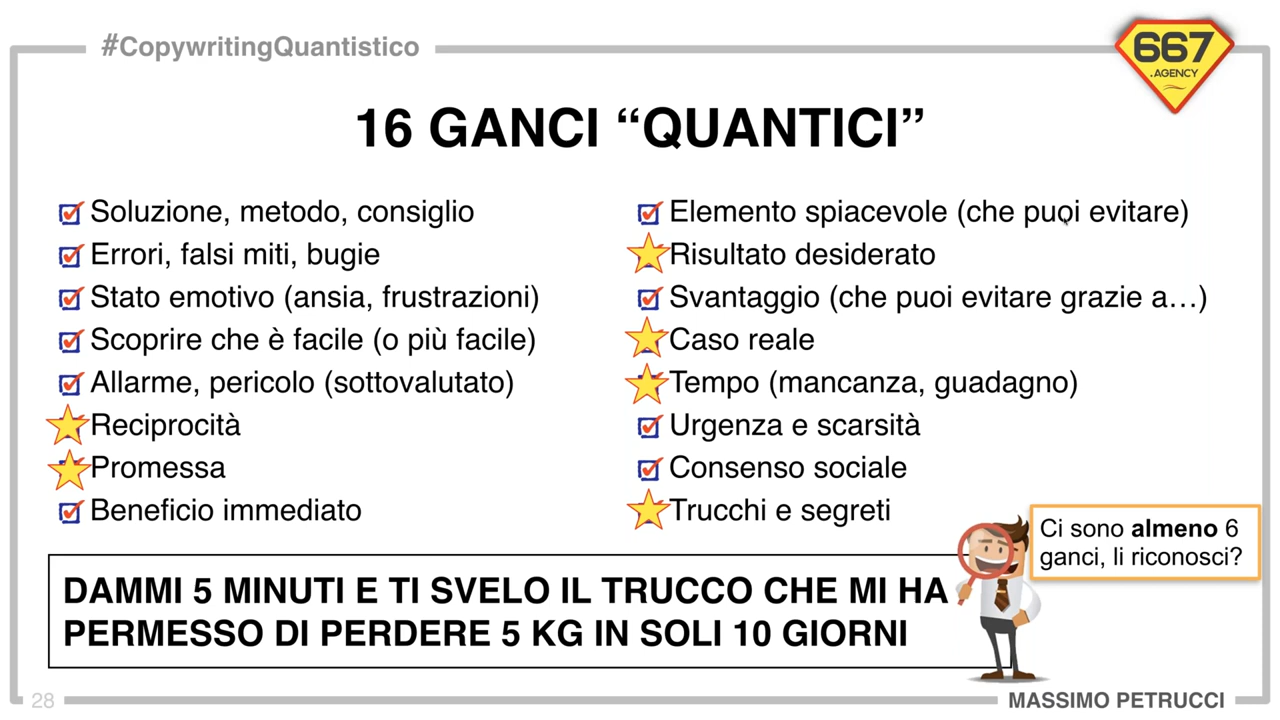 #CopywritingQuantistico
667
.AGENCY
16 GANCI “QUANTICI”
Soluzione, metodo, consiglio
Errori, falsi miti, bugie
Stato emotivo (ansia, frustrazioni)
Scoprire che è facile (o più facile)
Allarme, pericolo (sottovalutato)
Reciprocità
Promessa
Beneficio immediato
Elemento spiacevole (che puoi evitare)
Risultato desiderato
Svantaggio (che puoi evitare grazie a…)
Caso reale
Tempo (mancanza, guadagno)
Urgenza e scarsità
Consenso sociale
Trucchi e segreti
Ci sono almeno 6
ganci, li riconosci?
DAMMI 5 MINUTI E TI SVELO IL TRUCCO CHE MI HA
PERMESSO DI PERDERE 5 KG IN SOLI 10 GIORNI
28
MASSIMO PETRUCCI